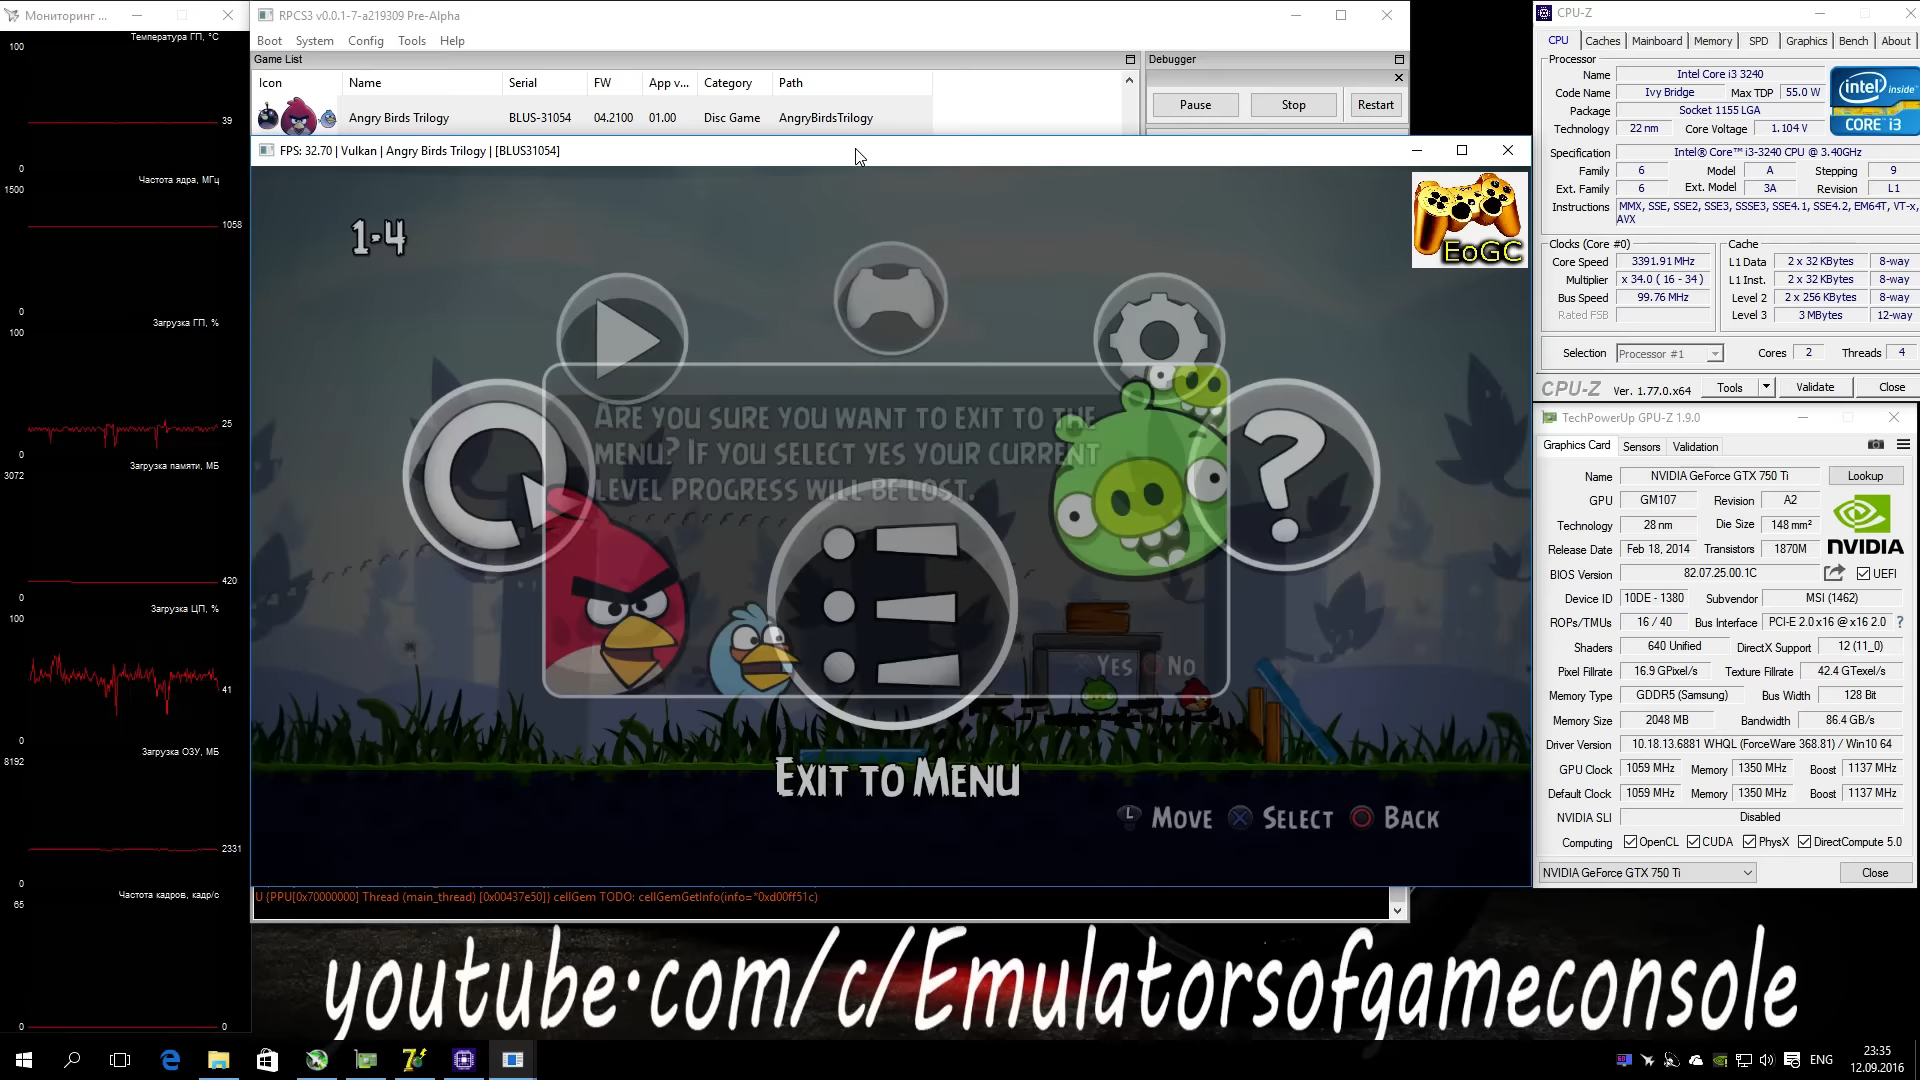 Мониторинг ...
Температура ГП, °C
100
39
0
Частота ядра, МГц
1500
1058
0
Загрузка ГП, %
100
25
0
Загрузка памяти, МБ
3072
420
0
Загрузка ЦП, %
100
41
0
Загрузка ОЗУ, МБ
8192
2331
0
Частота кадров, кадр/с
65
0
0
RPCS3 v0.0.1-7-a219309 Pre-Alpha
Boot System Config Tools Help
Game List
Icon Name Serial FW App v... Category Path
Angry Birds Trilogy BLUS-31054 04.2100 01.00 Disc Game AngryBirdsTrilogy
Debugger
Pause Stop Restart
FPS: 32.70 | Vulkan | Angry Birds Trilogy | [BLUS31054]
EoGC
1-4
Are you sure you want to exit to the
menu? If you select yes your current
level progress will be lost.
Yes No
Exit to Menu
L Move Select Back
U {PPU[0x70000000] Thread (main_thread) [0x00437e50]} cellGem TODO: cellGemGetInfo(info=*0xd00ff51c)
youtube.com/c/Emulatorsofgameconsole
CPU-Z
CPU Caches Mainboard Memory SPD Graphics Bench About
Processor
Name Intel Core i3 3240
Code Name Ivy Bridge Max TDP 55.0 W
Package Socket 1155 LGA
Technology 22 nm Core Voltage 1.104 V
intel inside™
CORE i3
Specification Intel® Core™ i3-3240 CPU @ 3.40GHz
Family 6 Model A Stepping 9
Ext. Family 6 Ext. Model 3A Revision L1
Instructions MMX, SSE, SSE2, SSE3, SSSE3, SSE4.1, SSE4.2, EM64T, VT-x,
AVX
Clocks (Core #0)
Core Speed 3391.91 MHz
Multiplier x 34.0 ( 16 - 34 )
Bus Speed 99.76 MHz
Rated FSB
Cache
L1 Data 2 x 32 KBytes 8-way
L1 Inst. 2 x 32 KBytes 8-way
Level 2 2 x 256 KBytes 8-way
Level 3 3 MBytes 12-way
Selection Processor #1 Cores 2 Threads 4
CPU-Z Ver. 1.77.0.x64 Tools Validate Close
TechPowerUp GPU-Z 1.9.0
Graphics Card Sensors Validation
Name NVIDIA GeForce GTX 750 Ti Lookup
GPU GM107 Revision A2
Technology 28 nm Die Size 148 mm²
Release Date Feb 18, 2014 Transistors 1870M
NVIDIA
BIOS Version 82.07.25.00.1C UEFI
Device ID 10DE - 1380 Subvendor MSI (1462)
ROPs/TMUs 16 / 40 Bus Interface PCI-E 2.0 x16 @ x16 2.0 ?
Shaders 640 Unified DirectX Support 12 (11_0)
Pixel Fillrate 16.9 GPixel/s Texture Fillrate 42.4 GTexel/s
Memory Type GDDR5 (Samsung) Bus Width 128 Bit
Memory Size 2048 MB Bandwidth 86.4 GB/s
Driver Version 10.18.13.6881 WHQL (ForceWare 368.81) / Win10 64
GPU Clock 1059 MHz Memory 1350 MHz Boost 1137 MHz
Default Clock 1059 MHz Memory 1350 MHz Boost 1137 MHz
NVIDIA SLI Disabled
Computing OpenCL CUDA PhysX DirectCompute 5.0
NVIDIA GeForce GTX 750 Ti Close
ENG
23:35
12.09.2016